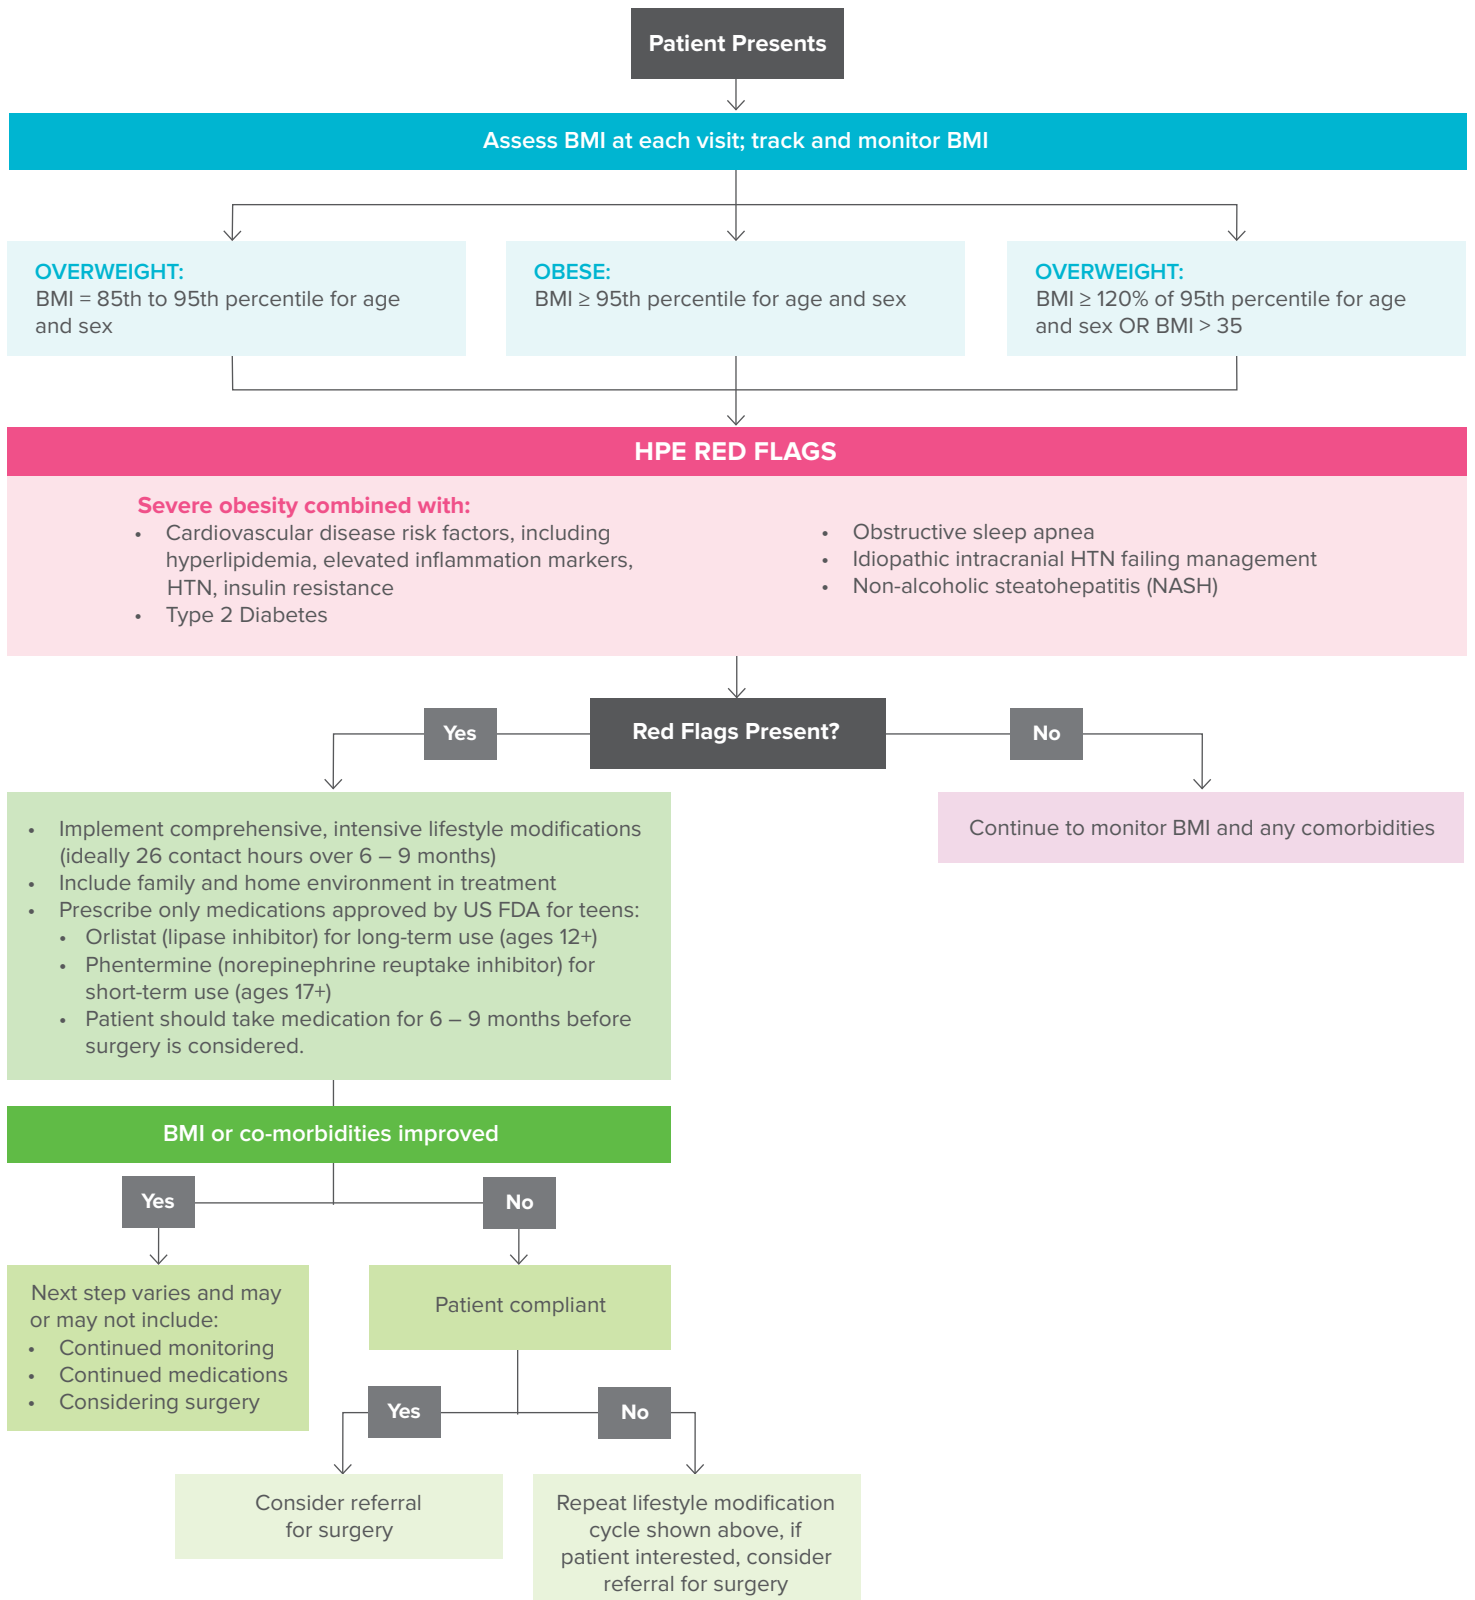 Patient Presents
Assess BMI at each visit; track and monitor BMI
OVERWEIGHT:
BMI = 85th to 95th percentile for age
and sex
OBESE:
BMI ≥ 95th percentile for age and sex
OVERWEIGHT:
BMI ≥ 120% of 95th percentile for age
and sex OR BMI > 35
HPE RED FLAGS
Severe obesity combined with:
• Cardiovascular disease risk factors, including
hyperlipidemia, elevated inflammation markers,
HTN, insulin resistance
• Type 2 Diabetes
• Obstructive sleep apnea
• Idiopathic intracranial HTN failing management
• Non-alcoholic steatohepatitis (NASH)
Red Flags Present?
Yes
No
• Implement comprehensive, intensive lifestyle modifications
(ideally 26 contact hours over 6 – 9 months)
• Include family and home environment in treatment
• Prescribe only medications approved by US FDA for teens:
• Orlistat (lipase inhibitor) for long-term use (ages 12+)
• Phentermine (norepinephrine reuptake inhibitor) for
short-term use (ages 17+)
• Patient should take medication for 6 – 9 months before
surgery is considered.
Continue to monitor BMI and any comorbidities
BMI or co-morbidities improved
Yes
No
Next step varies and may
or may not include:
• Continued monitoring
• Continued medications
• Considering surgery
Patient compliant
Yes
No
Consider referral
for surgery
Repeat lifestyle modification
cycle shown above, if
patient interested, consider
referral for surgery